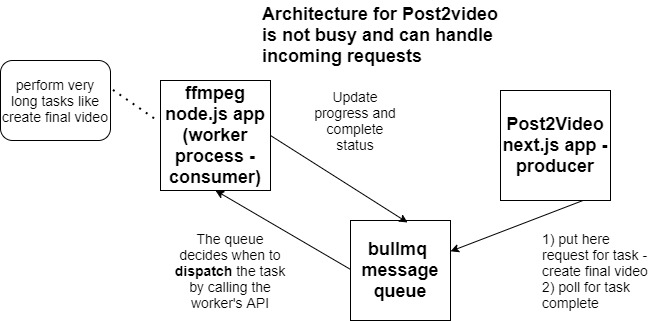 Architecture for Post2video
is not busy and can handle
incoming requests
perform very
long tasks like
create final video
ffmpeg
node.js app
(worker
process -
consumer)
Update
progress and
complete
status
Post2Video
next.js app -
producer
The queue
decides when to
dispatch the task
by calling the
worker's API
bullmq
message
queue
1) put here
request for task -
create final video
2) poll for task
complete